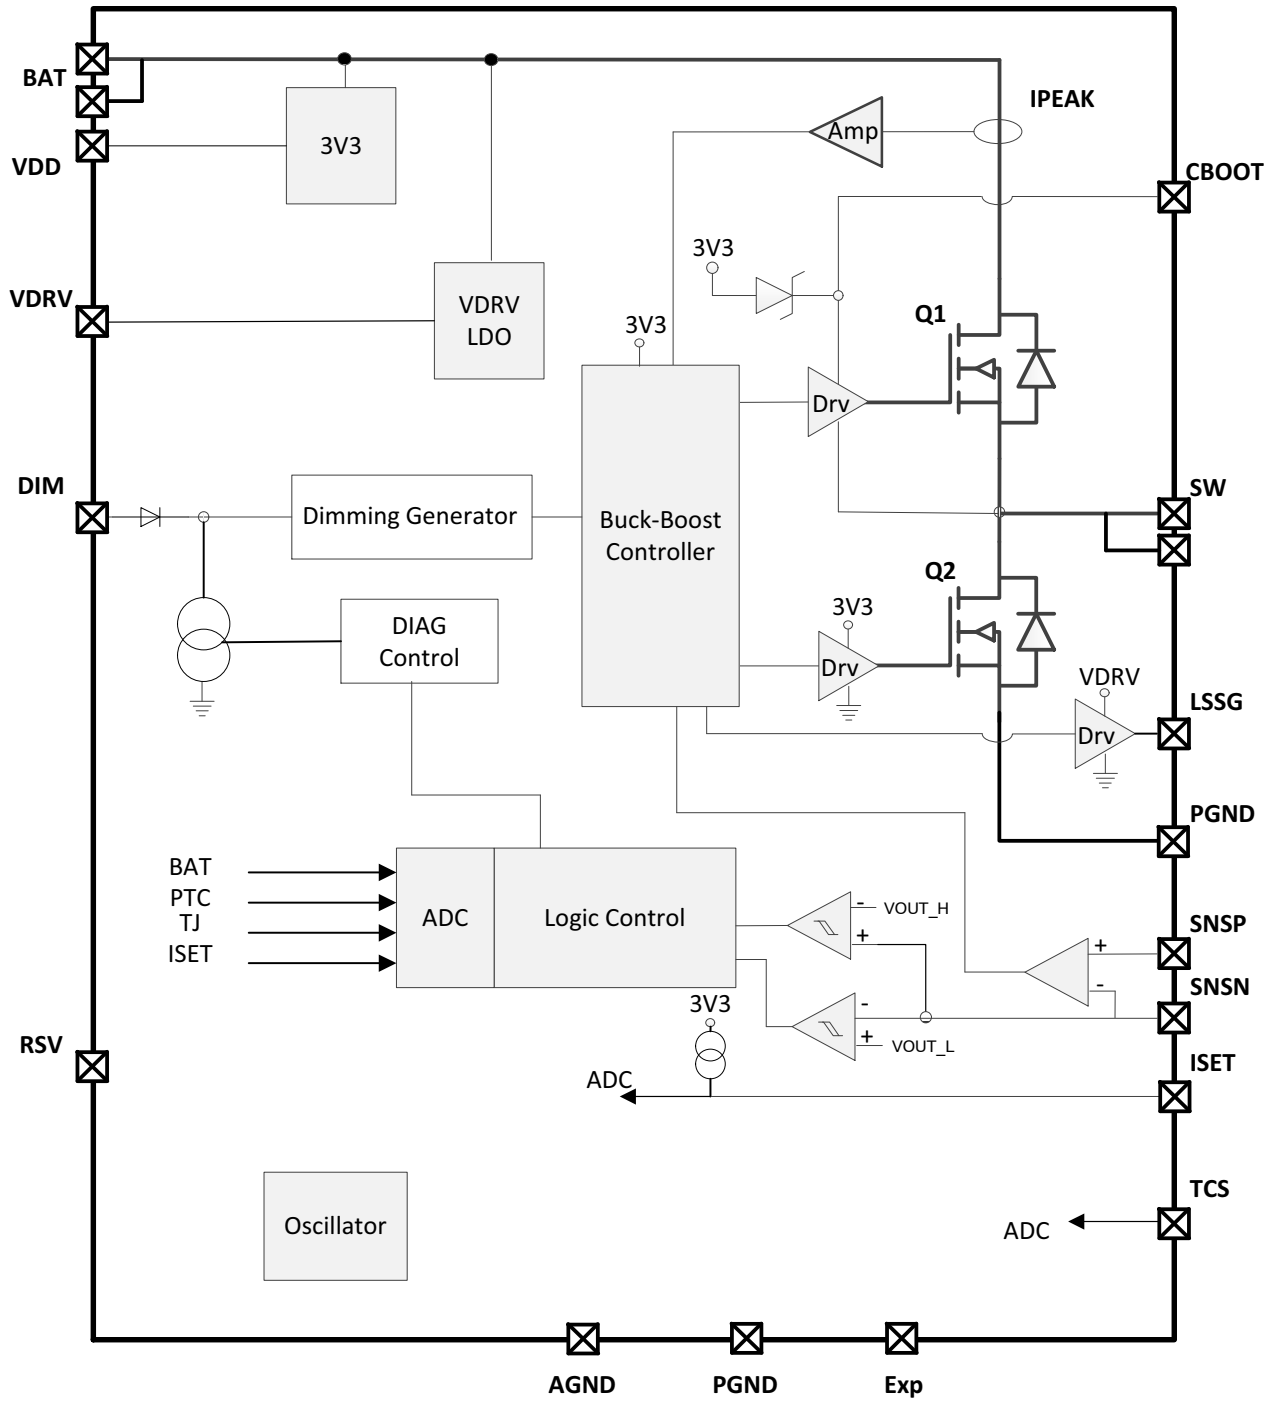 BAT
IPEAK
Amp
3V3
VDD
CBOOT
3V3
VDRV
VDRV
LDO
3V3
Q1
Drv
DIM
SW
Dimming Generator
Buck-Boost
Controller
Q2
3V3
DIAG
Control
Drv
VDRV
LSSG
Drv
PGND
BAT
PTC
TJ
ISET
ADC
Logic Control
-
VOUT_H
+
SNSP
+
-
SNSN
3V3
-
+
VOUT_L
RSV
ISET
ADC
TCS
ADC
Oscillator
AGND
PGND
Exp